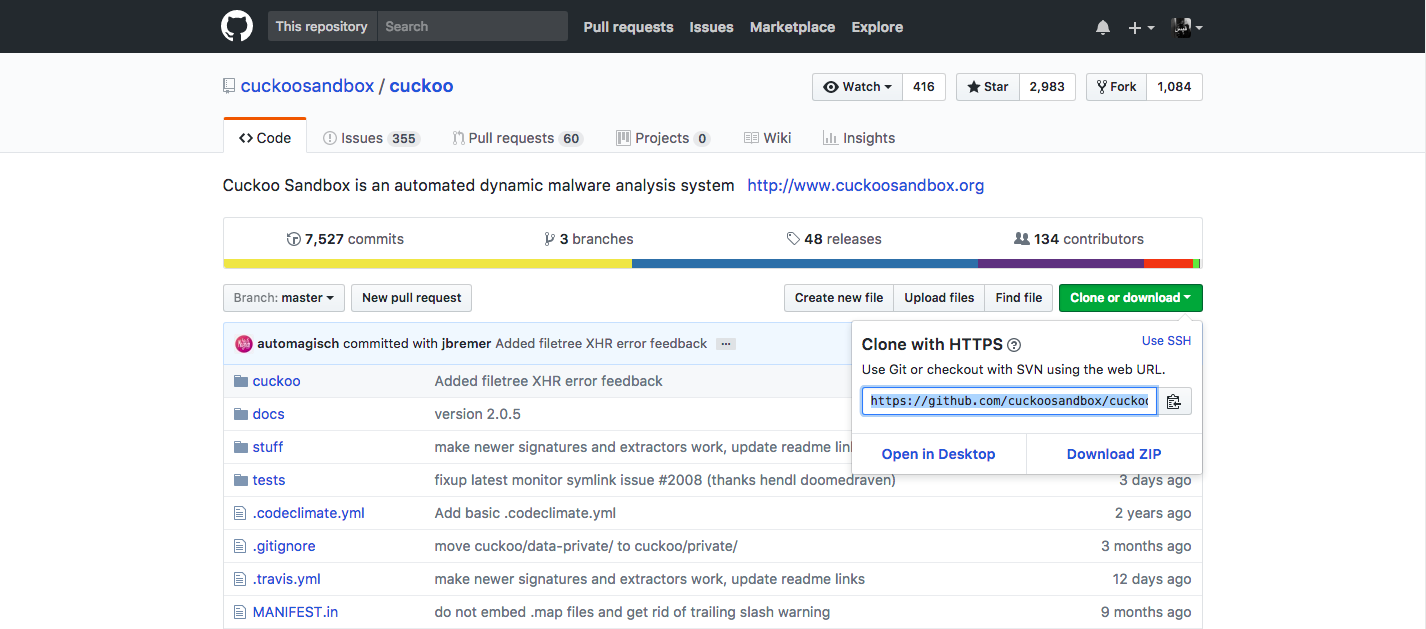 This repository Search Pull requests Issues Marketplace Explore
cuckoosandbox / cuckoo
Watch 416 Star 2,983 Fork 1,084
Code Issues 355 Pull requests 60 Projects 0 Wiki Insights
Cuckoo Sandbox is an automated dynamic malware analysis system http://www.cuckoosandbox.org
7,527 commits 3 branches 48 releases 134 contributors
Branch: master New pull request Create new file Upload files Find file Clone or download
automagisch committed with jbremer Added filetree XHR error feedback ...
Clone with HTTPS ? Use SSH
Use Git or checkout with SVN using the web URL.
https://github.com/cuckoosandbox/cuckoo
Open in Desktop Download ZIP
cuckoo Added filetree XHR error feedback
docs version 2.0.5
stuff make newer signatures and extractors work, update readme
tests fixup latest monitor symlink issue #2008 (thanks hendl doomedraven) 3 days ago
.codeclimate.yml Add basic .codeclimate.yml 2 years ago
.gitignore move cuckoo/data-private/ to cuckoo/private/ 3 months ago
.travis.yml make newer signatures and extractors work, update readme links 12 days ago
MANIFEST.in do not embed .map files and get rid of trailing slash warning 9 months ago